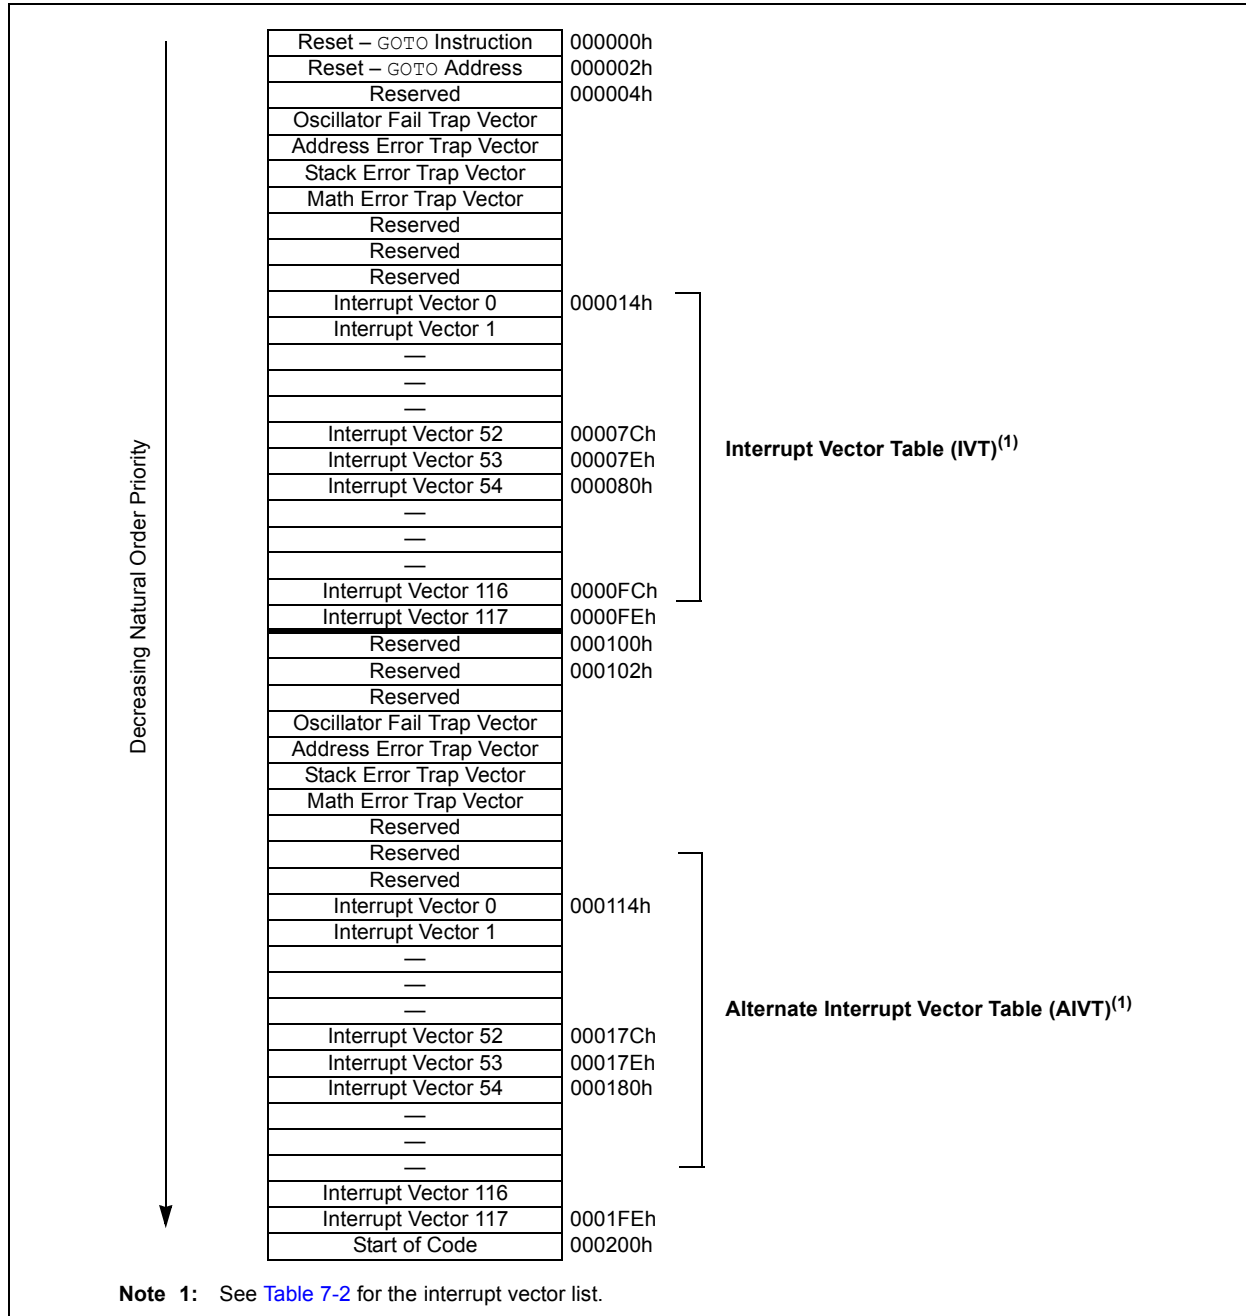 Reset – GOTO Instruction 000000h
Reset – GOTO Address 000002h
Reserved 000004h
Oscillator Fail Trap Vector
Address Error Trap Vector
Stack Error Trap Vector
Math Error Trap Vector
Reserved
Reserved
Reserved
Interrupt Vector 0 000014h
Interrupt Vector 1
—
—
—
Interrupt Vector 52 00007Ch
Interrupt Vector 53 00007Eh
Interrupt Vector 54 000080h
—
—
—
Interrupt Vector 116 0000FCh
Interrupt Vector 117 0000FEh
Reserved 000100h
Reserved 000102h
Reserved
Oscillator Fail Trap Vector
Address Error Trap Vector
Stack Error Trap Vector
Math Error Trap Vector
Reserved
Reserved
Reserved
Interrupt Vector 0 000114h
Interrupt Vector 1
—
—
—
Interrupt Vector 52 00017Ch
Interrupt Vector 53 00017Eh
Interrupt Vector 54 000180h
—
—
—
Interrupt Vector 116
Interrupt Vector 117 0001FEh
Start of Code 000200h
Decreasing Natural Order Priority
Interrupt Vector Table (IVT)(1)
Alternate Interrupt Vector Table (AIVT)(1)
Note 1: See Table 7-2 for the interrupt vector list.